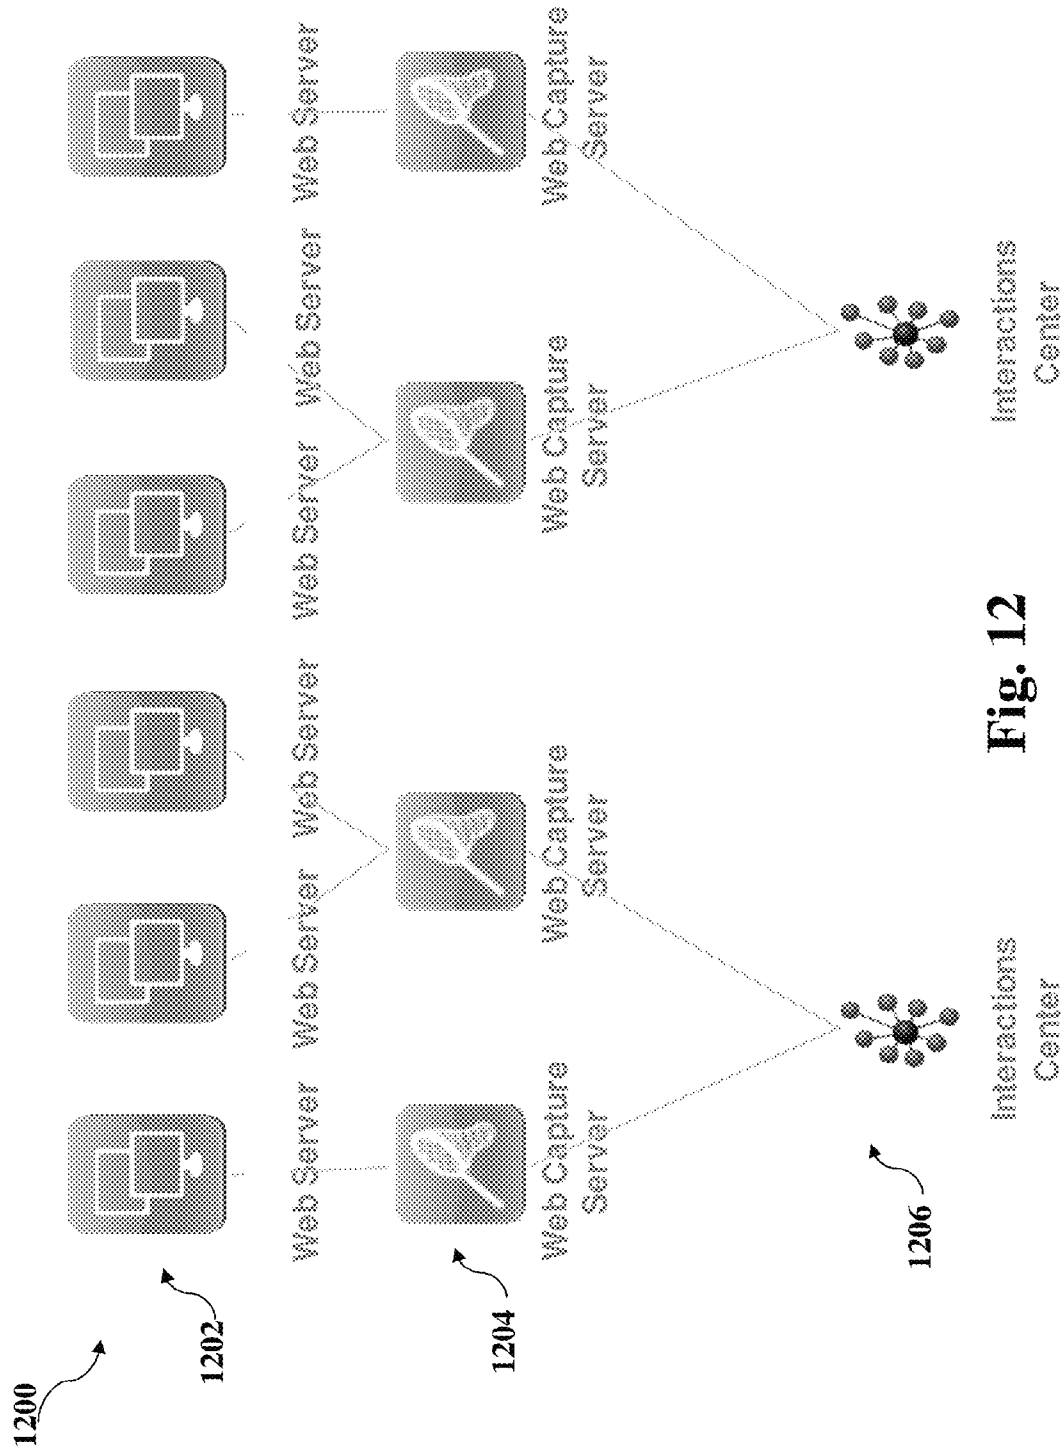 1200
1202
Web Server
Web Server
Web Server
Web Server
Web Server
Web Server
1204
Web Capture
Server
Web Capture
Server
Web Capture
Server
Web Capture
Server
1206
Interactions
Center
Interactions
Center
Fig. 12